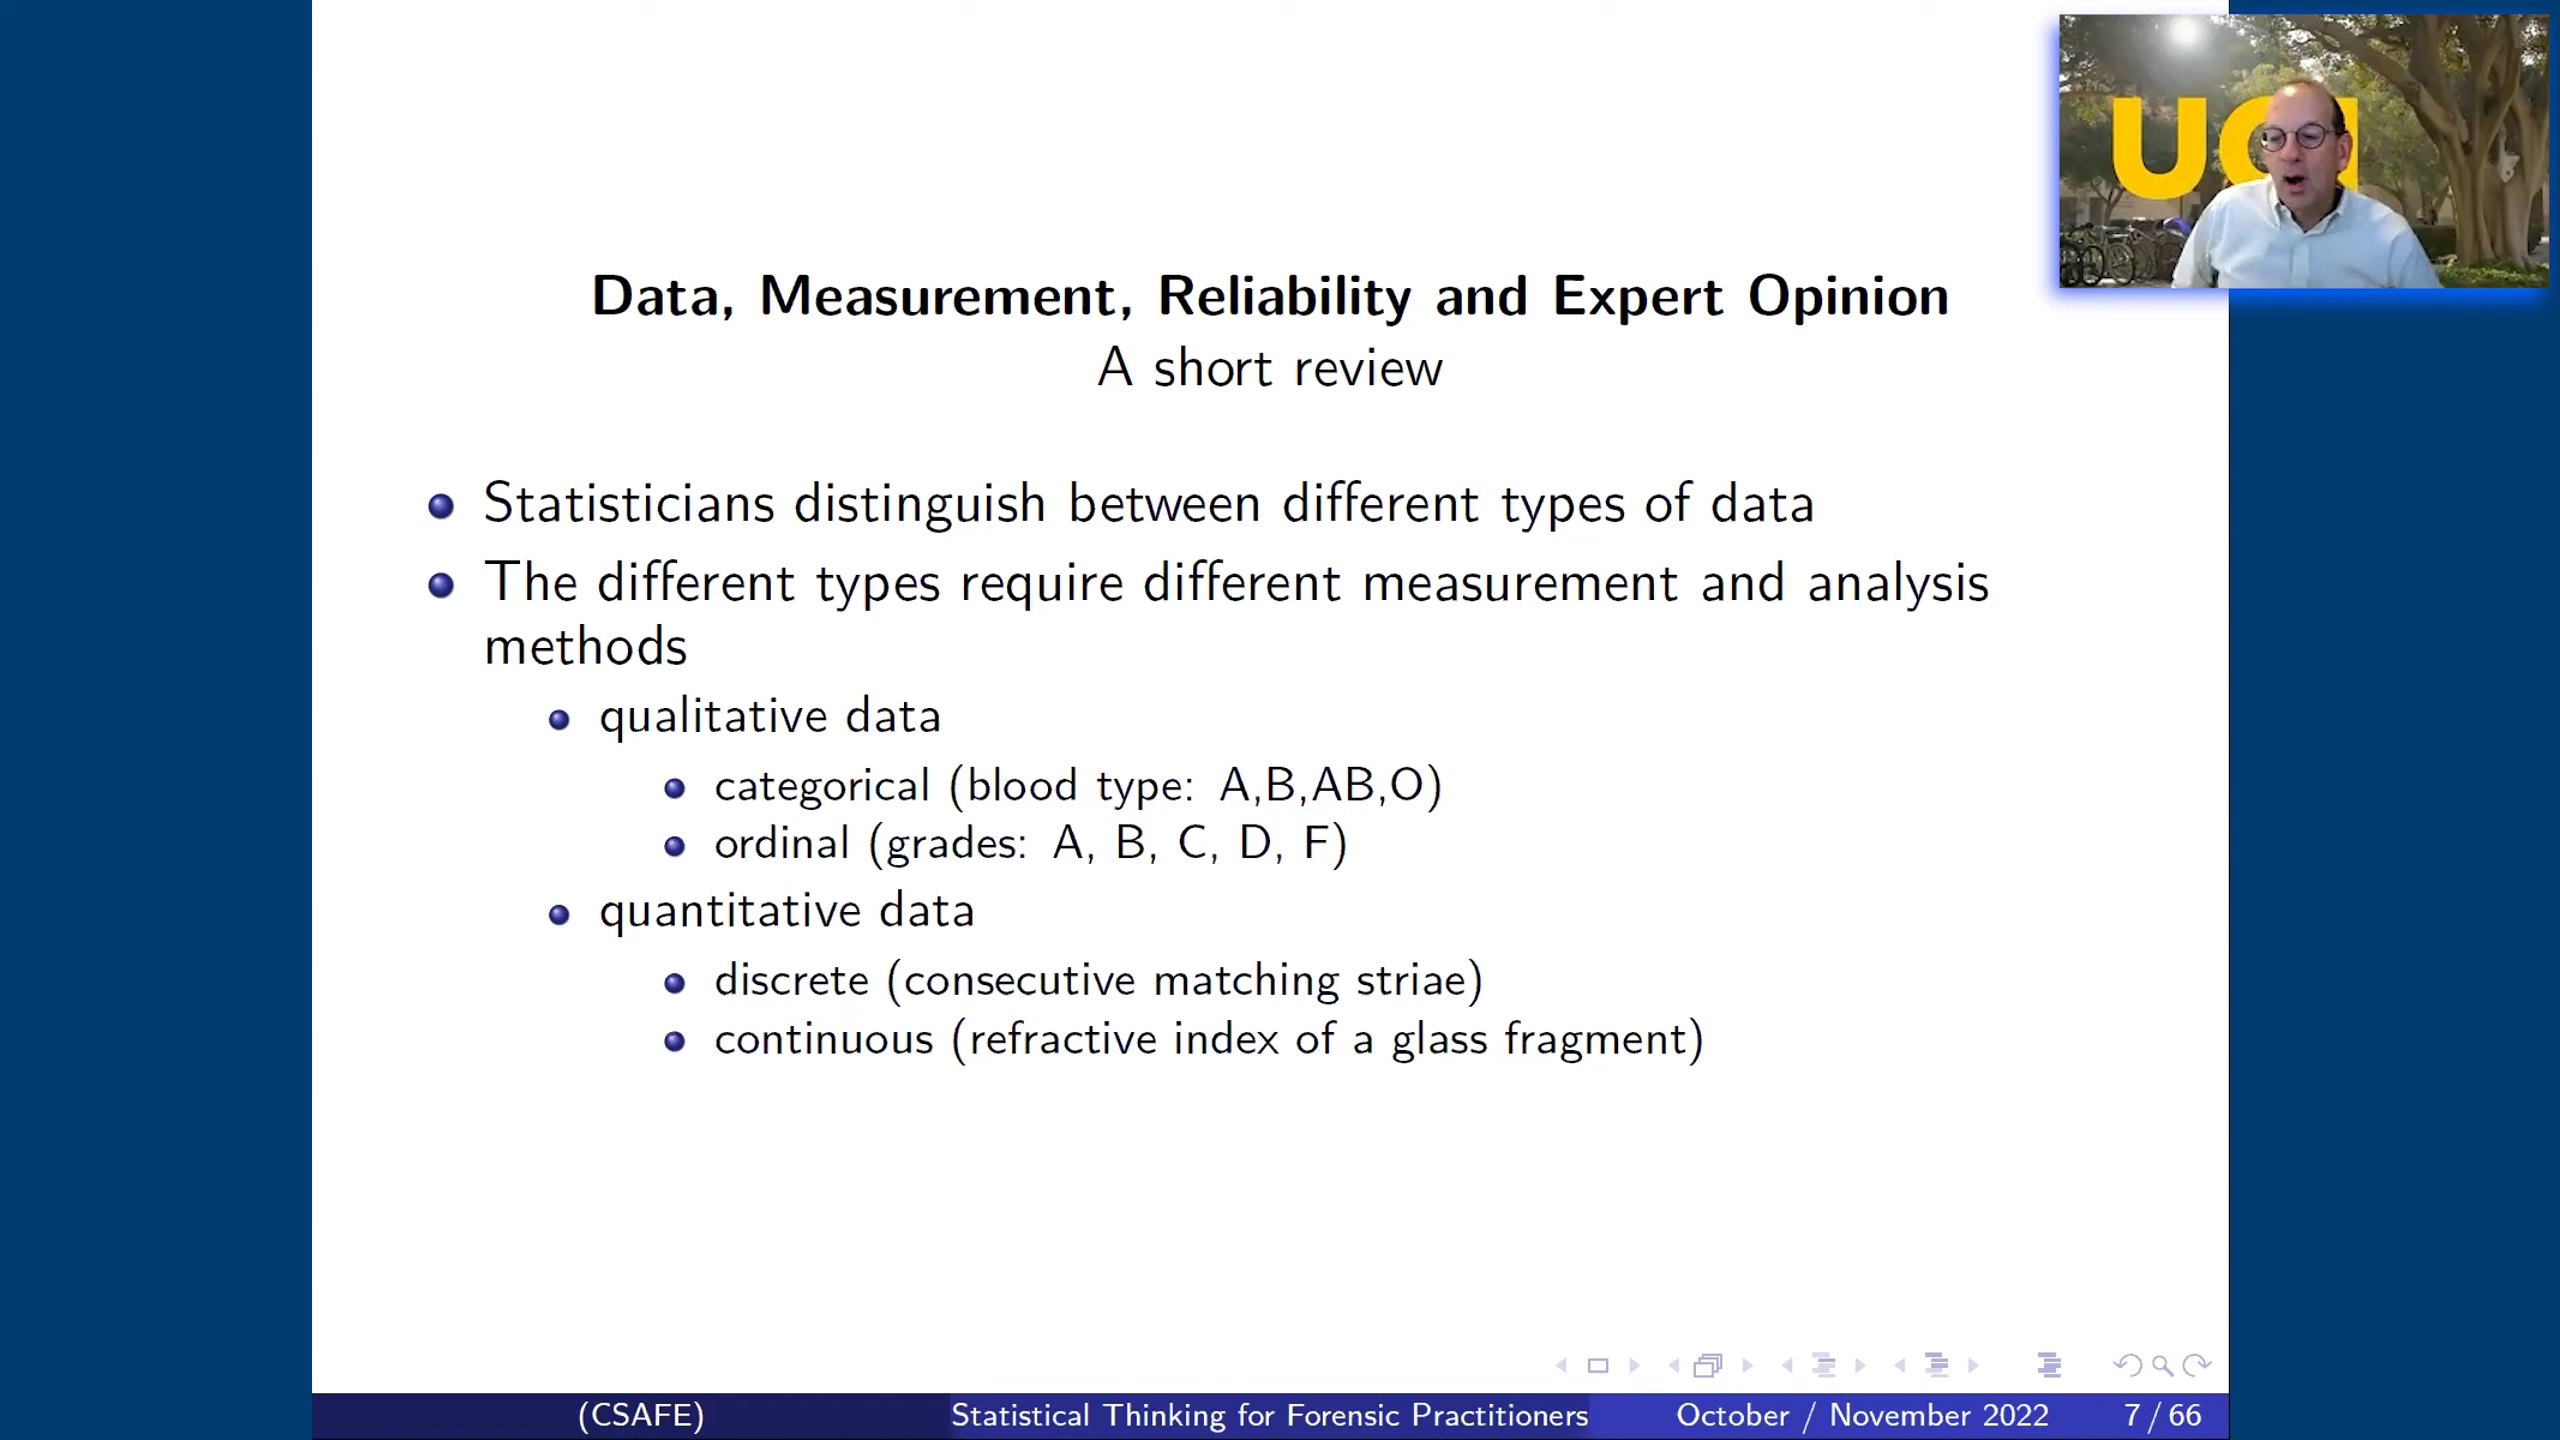 Data, Measurement, Reliability and Expert Opinion
A short review
Statisticians distinguish between different types of data
The different types require different measurement and analysis
methods
qualitative data
categorical (blood type: A,B,AB,O)
ordinal (grades: A, B, C, D, F)
quantitative data
discrete (consecutive matching striae)
continuous (refractive index of a glass fragment)
(CSAFE) Statistical Thinking for Forensic Practitioners October / November 2022 7 / 66
UCI